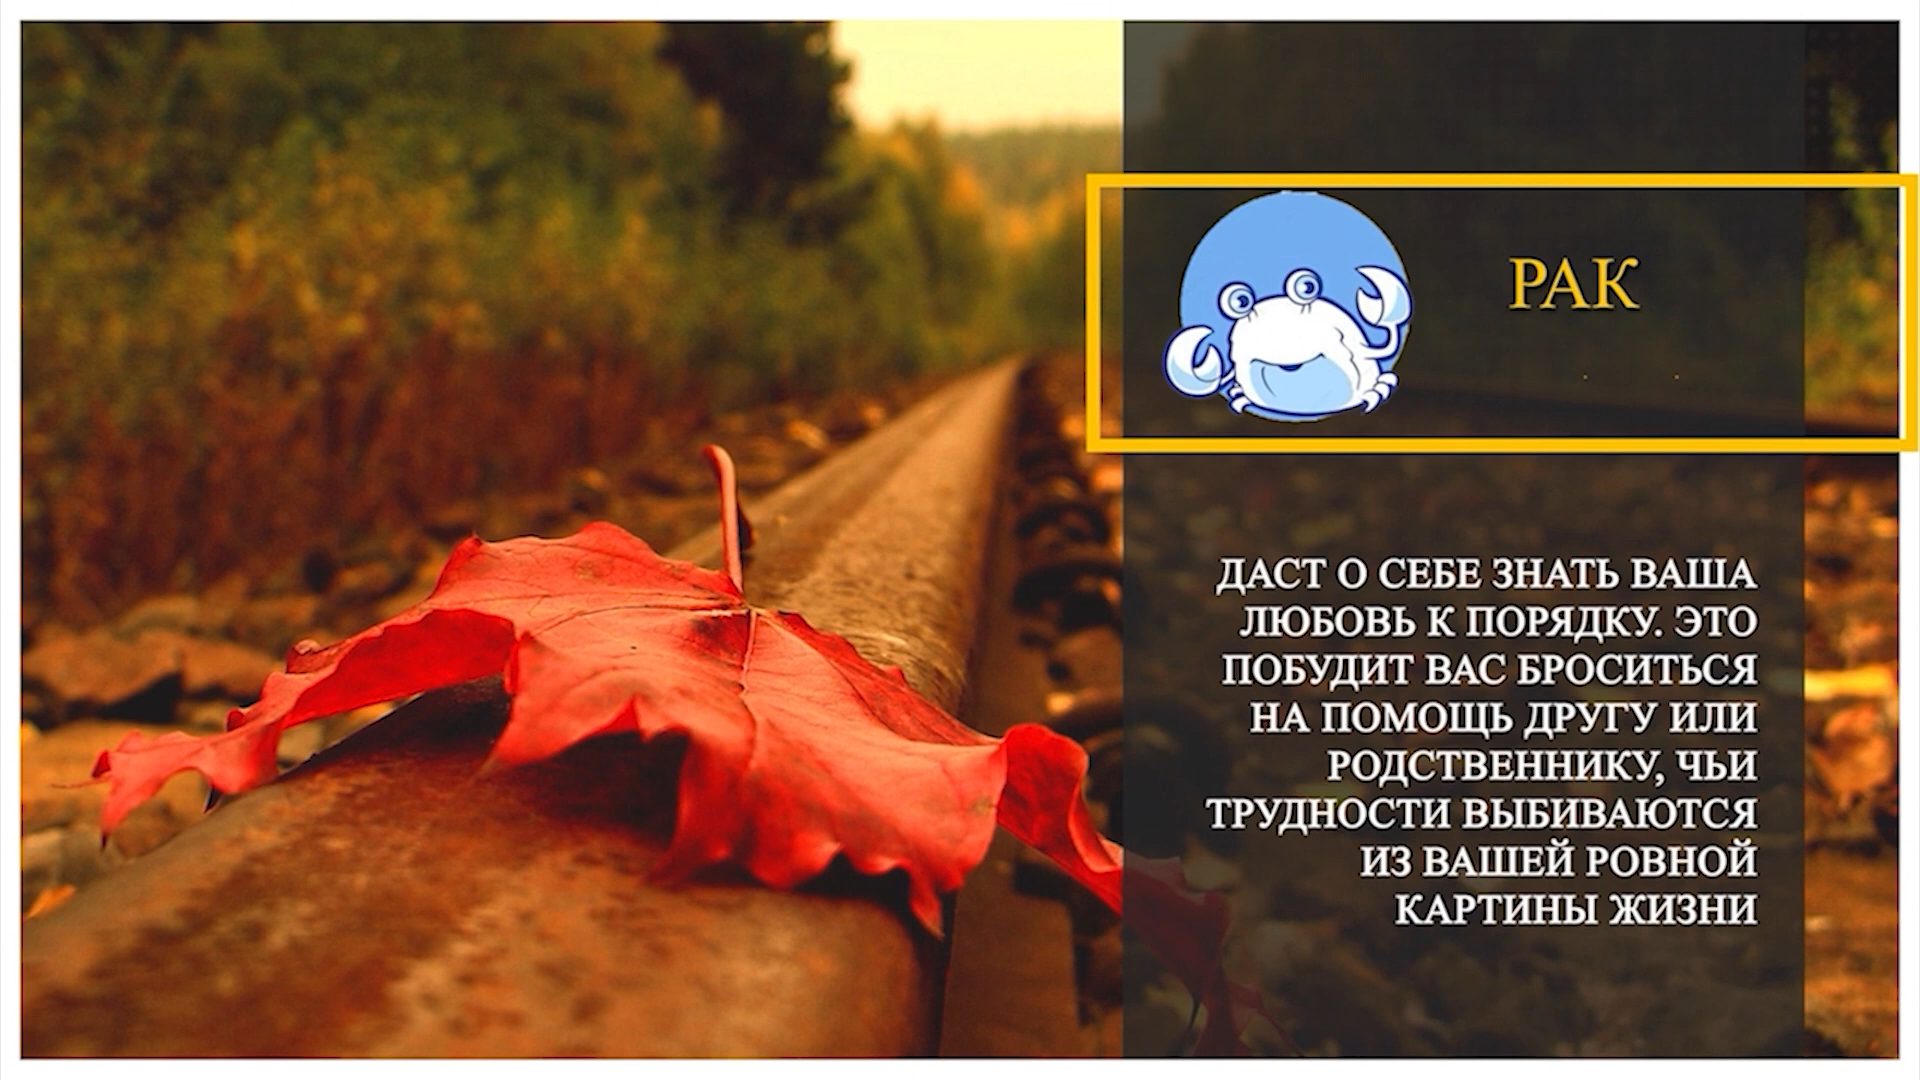 РАК
ДАСТ О СЕБЕ ЗНАТЬ ВАША
ЛЮБОВЬ К ПОРЯДКУ. ЭТО
ПОБУДИТ ВАС БРОСИТЬСЯ
НА ПОМОЩЬ ДРУГУ ИЛИ
РОДСТВЕННИКУ, ЧЬИ
ТРУДНОСТИ ВЫБИВАЮТСЯ
ИЗ ВАШЕЙ РОВНОЙ
КАРТИНЫ ЖИЗНИ